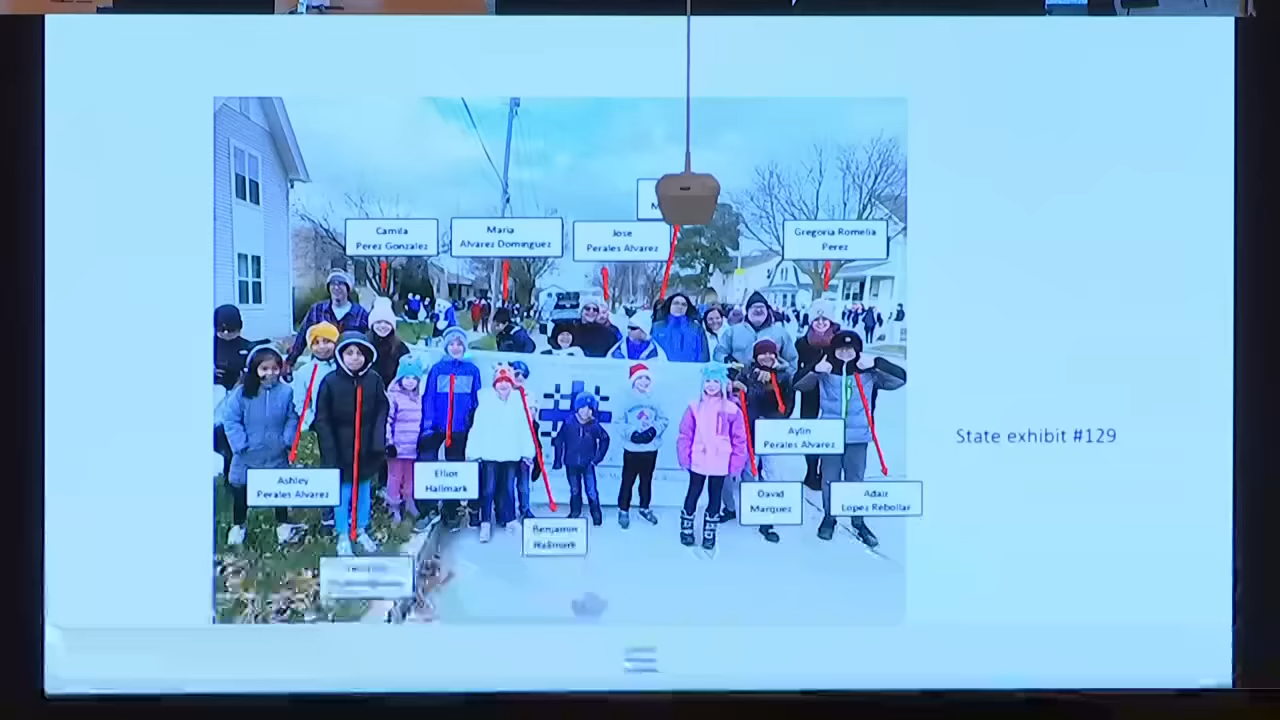 Camila
Perez Gonzalez
Maria
Alvarez Dominguez
Jose
Perales Alvarez
M
Gregoria Romelia
Perez
State exhibit #129
Aylin
Perales Alvarez
Ashley
Perales Alvarez
Elliot
Hallmark
David
Marquez
Adair
Lopez Rebollar
Benjamin
Hallmark